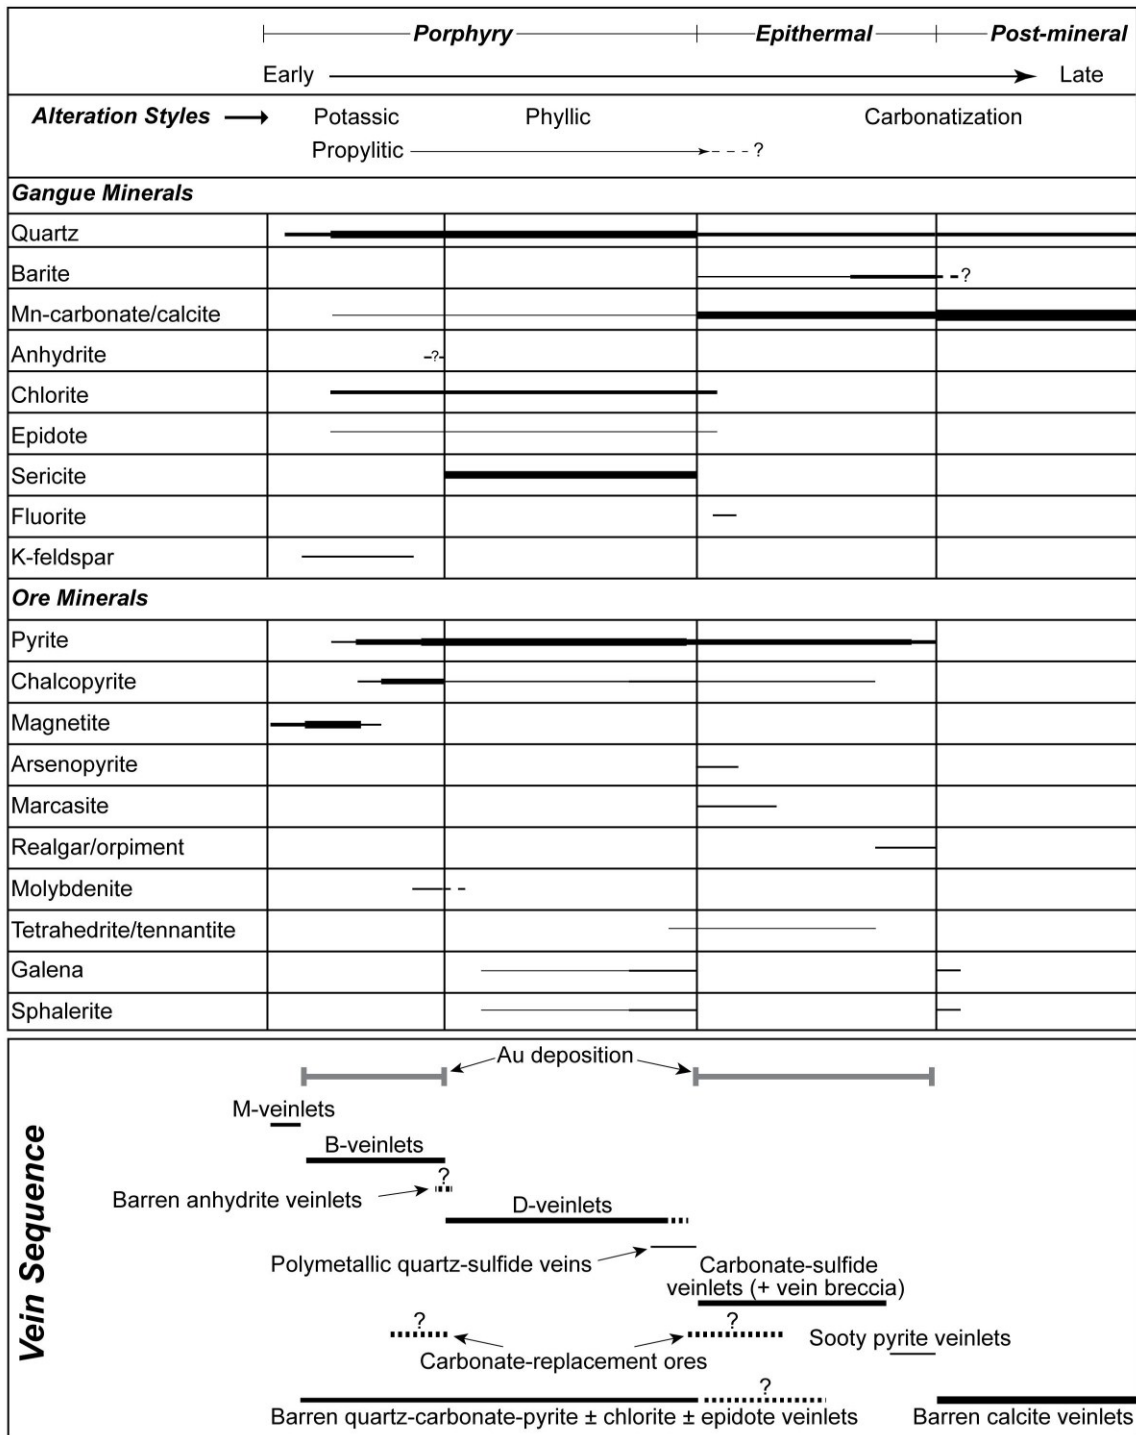 Porphyry Epithermal Post-mineral
Early Late
Alteration Styles Potassic Phyllic Carbonatization
Propylitic ?
Gangue Minerals
Quartz
Barite ?
Mn-carbonate/calcite
Anhydrite ?
Chlorite
Epidote
Sericite
Fluorite
K-feldspar
Ore Minerals
Pyrite
Chalcopyrite
Magnetite
Arsenopyrite
Marcasite
Realgar/orpiment
Molybdenite
Tetrahedrite/tennantite
Galena
Sphalerite
Vein Sequence
Au deposition
M-veinlets
B-veinlets
?
Barren anhydrite veinlets
D-veinlets
Polymetallic quartz-sulfide veins
Carbonate-sulfide
veinlets (+ vein breccia)
? ?
Carbonate-replacement ores
Sooty pyrite veinlets
?
Barren quartz-carbonate-pyrite ± chlorite ± epidote veinlets
Barren calcite veinlets